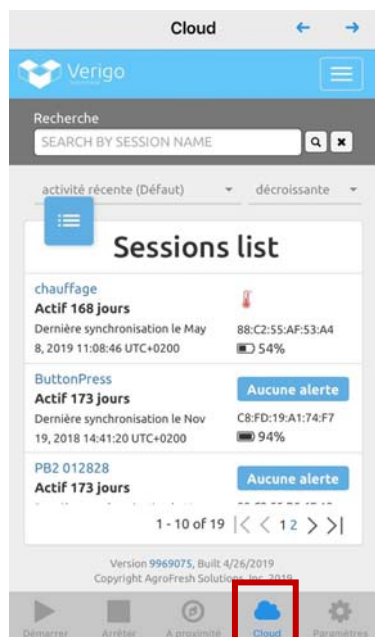 Cloud
Verigo
Recherche
SEARCH BY SESSION NAME
activité récente (Défaut) décroissante
Sessions list
chauffage
Actif 168 jours
Dernière synchronisation le May
8, 2019 11:08:46 UTC+0200
88:C2:55:AF:53:A4
54%
ButtonPress
Actif 173 jours
Dernière synchronisation le Nov
19, 2018 14:41:20 UTC+0200
Aucune alerte
C8:FD:19:A1:74:F7
94%
PB2 012828
Actif 173 jours
Aucune alerte
1 - 10 of 19 |< < 1 2 > >|
Version 9969075, Built 4/26/2019
Copyright AgroFresh Solutions, Inc. 2019
Démarrer Arrêter A proximité Cloud Paramètres